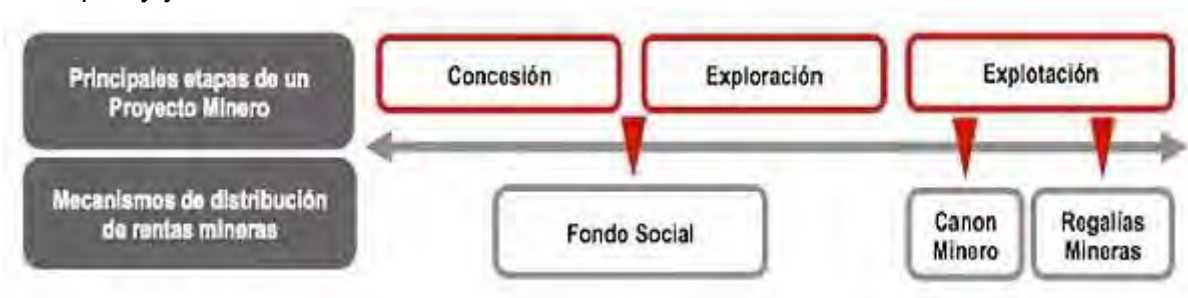 Principales etapas de un
Proyecto Minero
Concesión
Exploración
Explotación
Mecanismos de distribución
de rentas mineras
Fondo Social
Canon
Minero
Regalías
Mineras